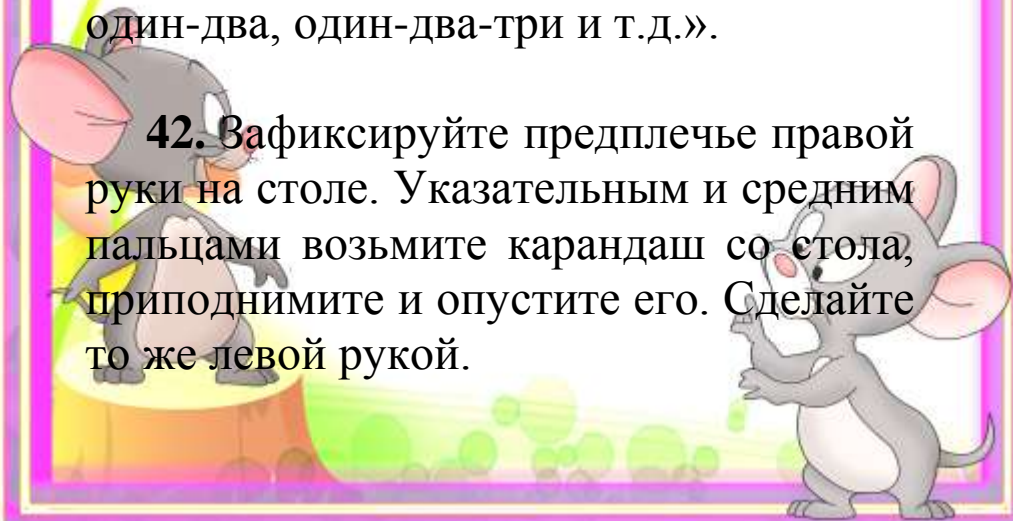 один-два, один-два-три и т.д.».
42. Зафиксируйте предплечье правой
руки на столе. Указательным и средним
пальцами возьмите карандаш со стола,
приподнимите и опустите его. Сделайте
то же левой рукой.